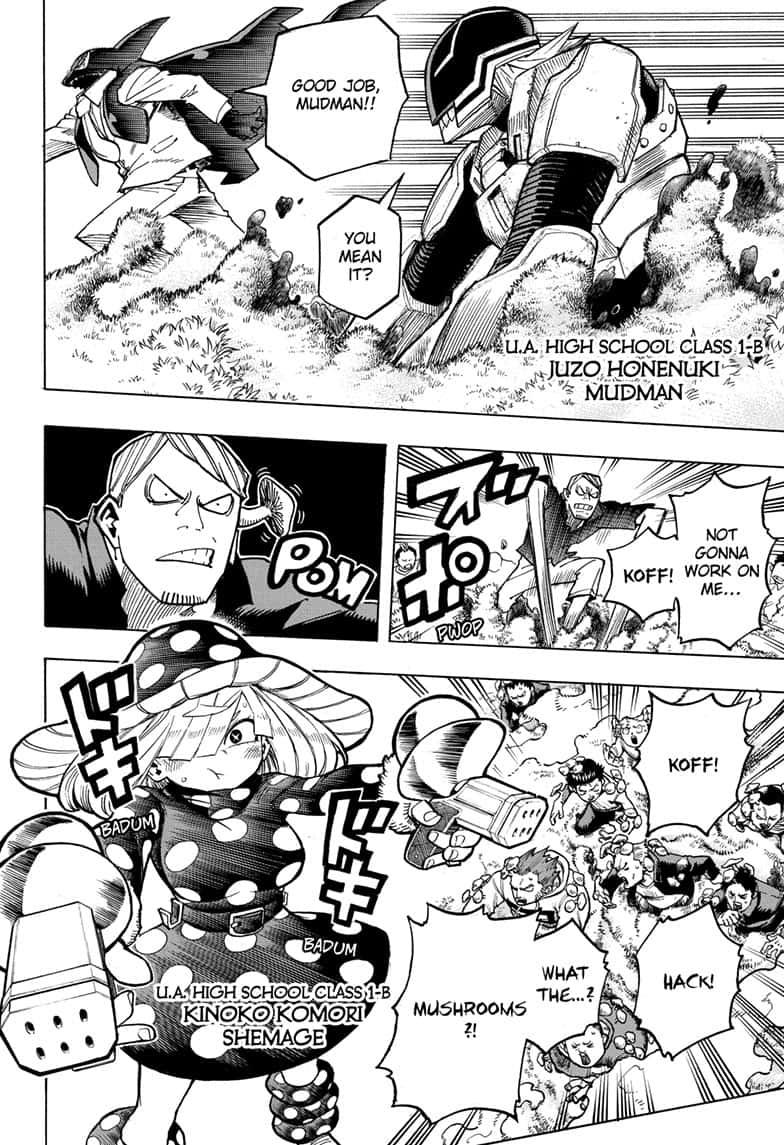 GOOD JOB,
MUDMAN!!
YOU
MEAN
IT?
U.A. HIGH SCHOOL CLASS 1-B
JUZO HONENUKI
MUDMAN
NOT
GONNA
WORK ON
ME...
KOFF!
PWOP
POM
KOFF!
HACK!
WHAT
THE...?
MUSHROOMS
?!
ドキ
BADUM
ドキ
BADUM
U.A. HIGH SCHOOL CLASS 1-B
KINOKO KOMORI
SHEMAGE